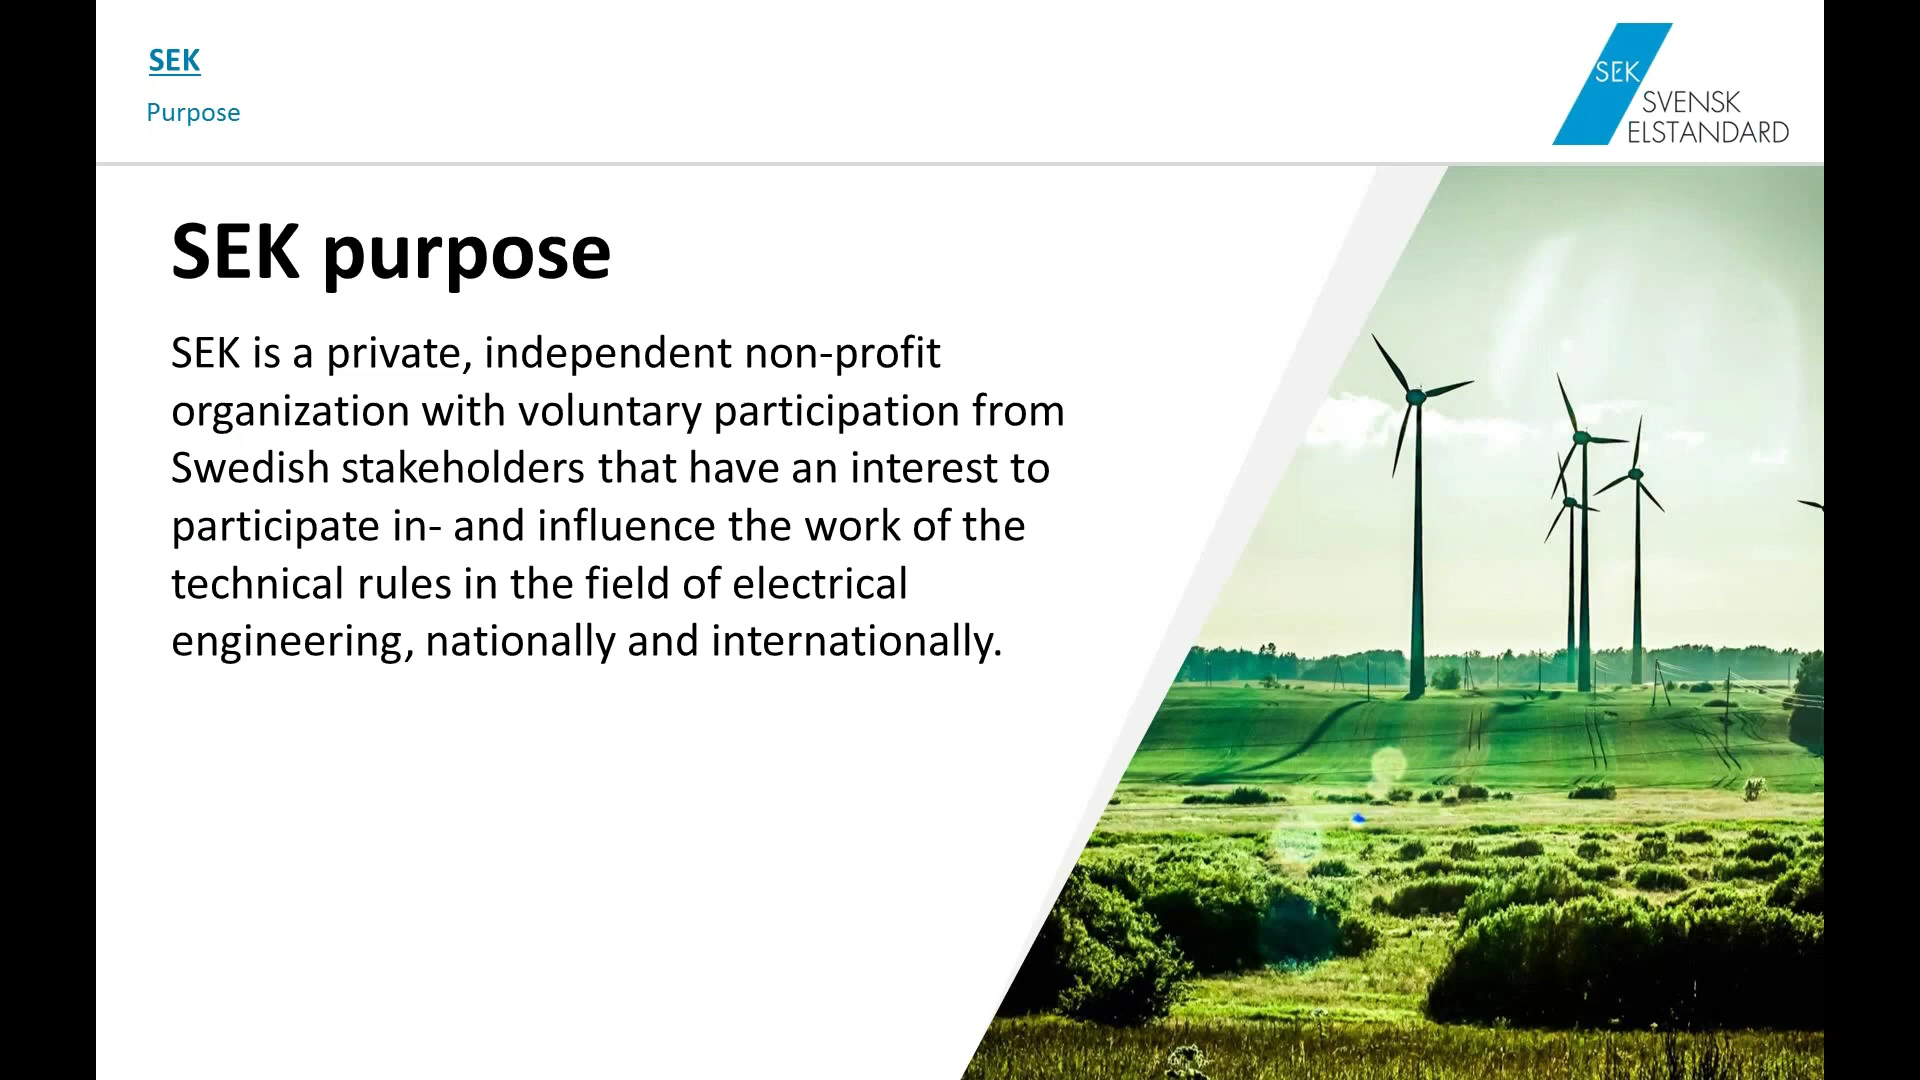 SEK
Purpose
SEK
SVENSK
ELSTANDARD
SEK purpose
SEK is a private, independent non-profit
organization with voluntary participation from
Swedish stakeholders that have an interest to
participate in- and influence the work of the
technical rules in the field of electrical
engineering, nationally and internationally.